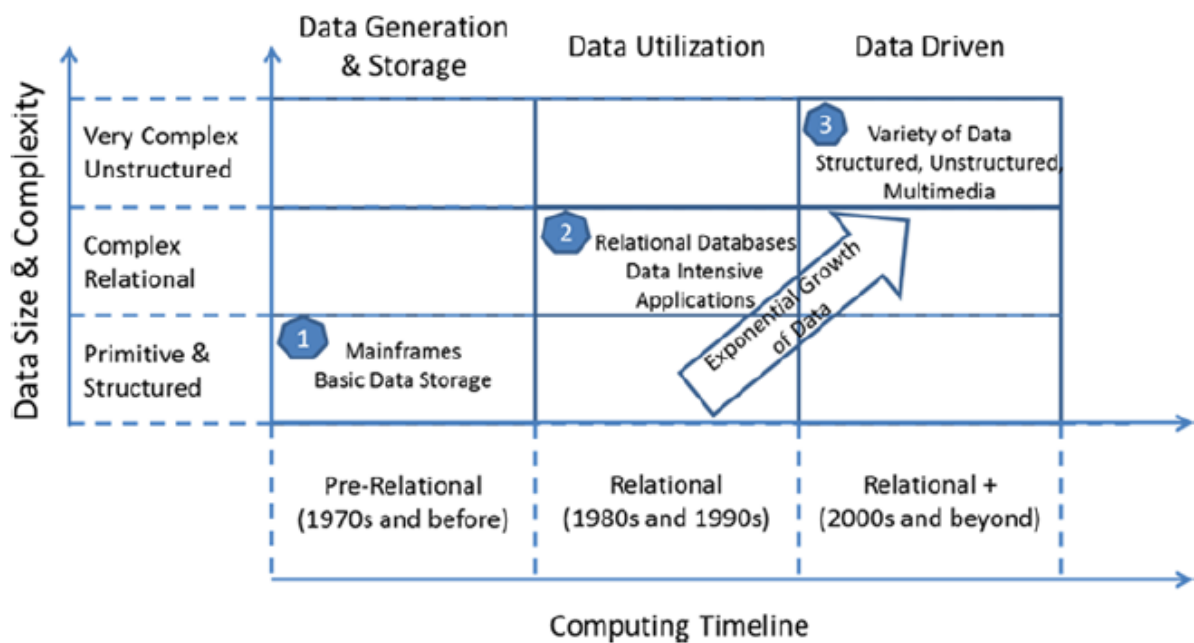 Data Generation
& Storage
Data Utilization
Data Driven
Data Size & Complexity
Very Complex
Unstructured
3
Variety of Data
Structured, Unstructured,
Multimedia
Complex
Relational
2
Relational Databases
Data Intensive
Applications
Exponential Growth
of Data
Primitive &
Structured
1
Mainframes
Basic Data Storage
Pre-Relational
(1970s and before)
Relational
(1980s and 1990s)
Relational +
(2000s and beyond)
Computing Timeline